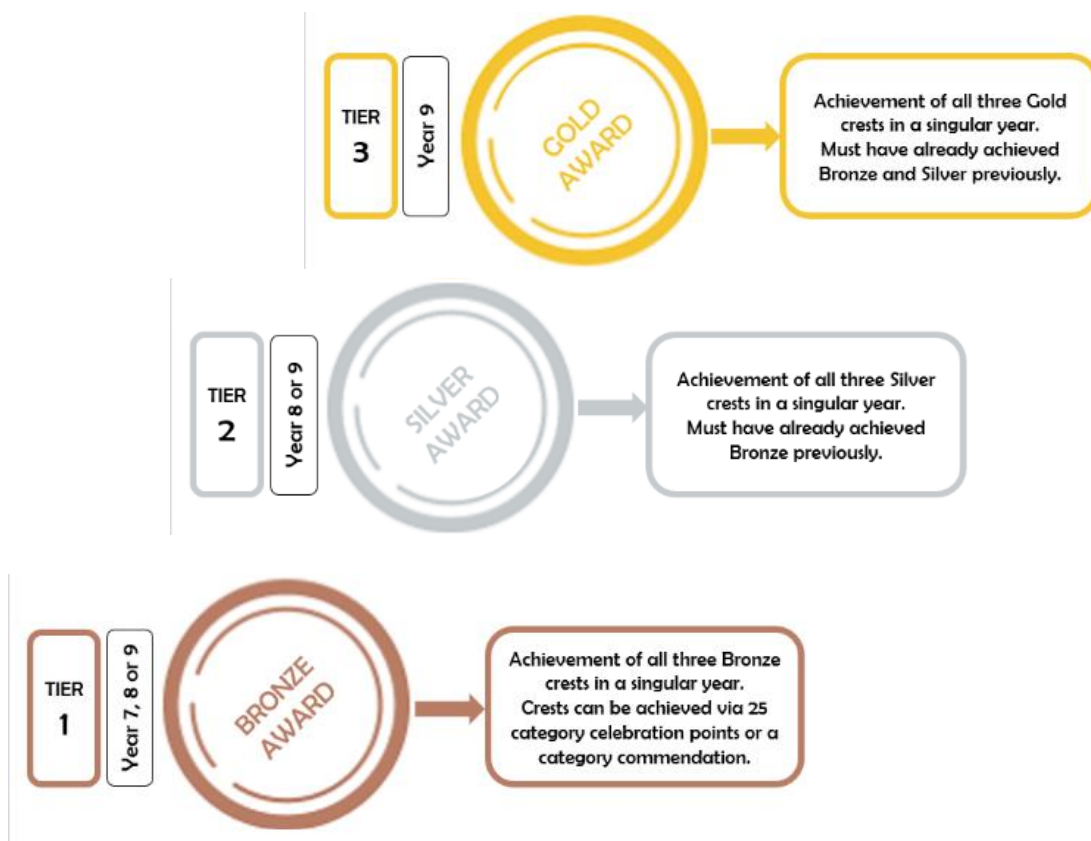 TIER
3
Year 9
GOLD
AWARD
Achievement of all three Gold
crests in a singular year.
Must have already achieved
Bronze and Silver previously.
TIER
2
Year 8 or 9
SILVER
AWARD
Achievement of all three Silver
crests in a singular year.
Must have already achieved
Bronze previously.
TIER
1
Year 7, 8 or 9
BRONZE
AWARD
Achievement of all three Bronze
crests in a singular year.
Crests can be achieved via 25
category celebration points or a
category commendation.